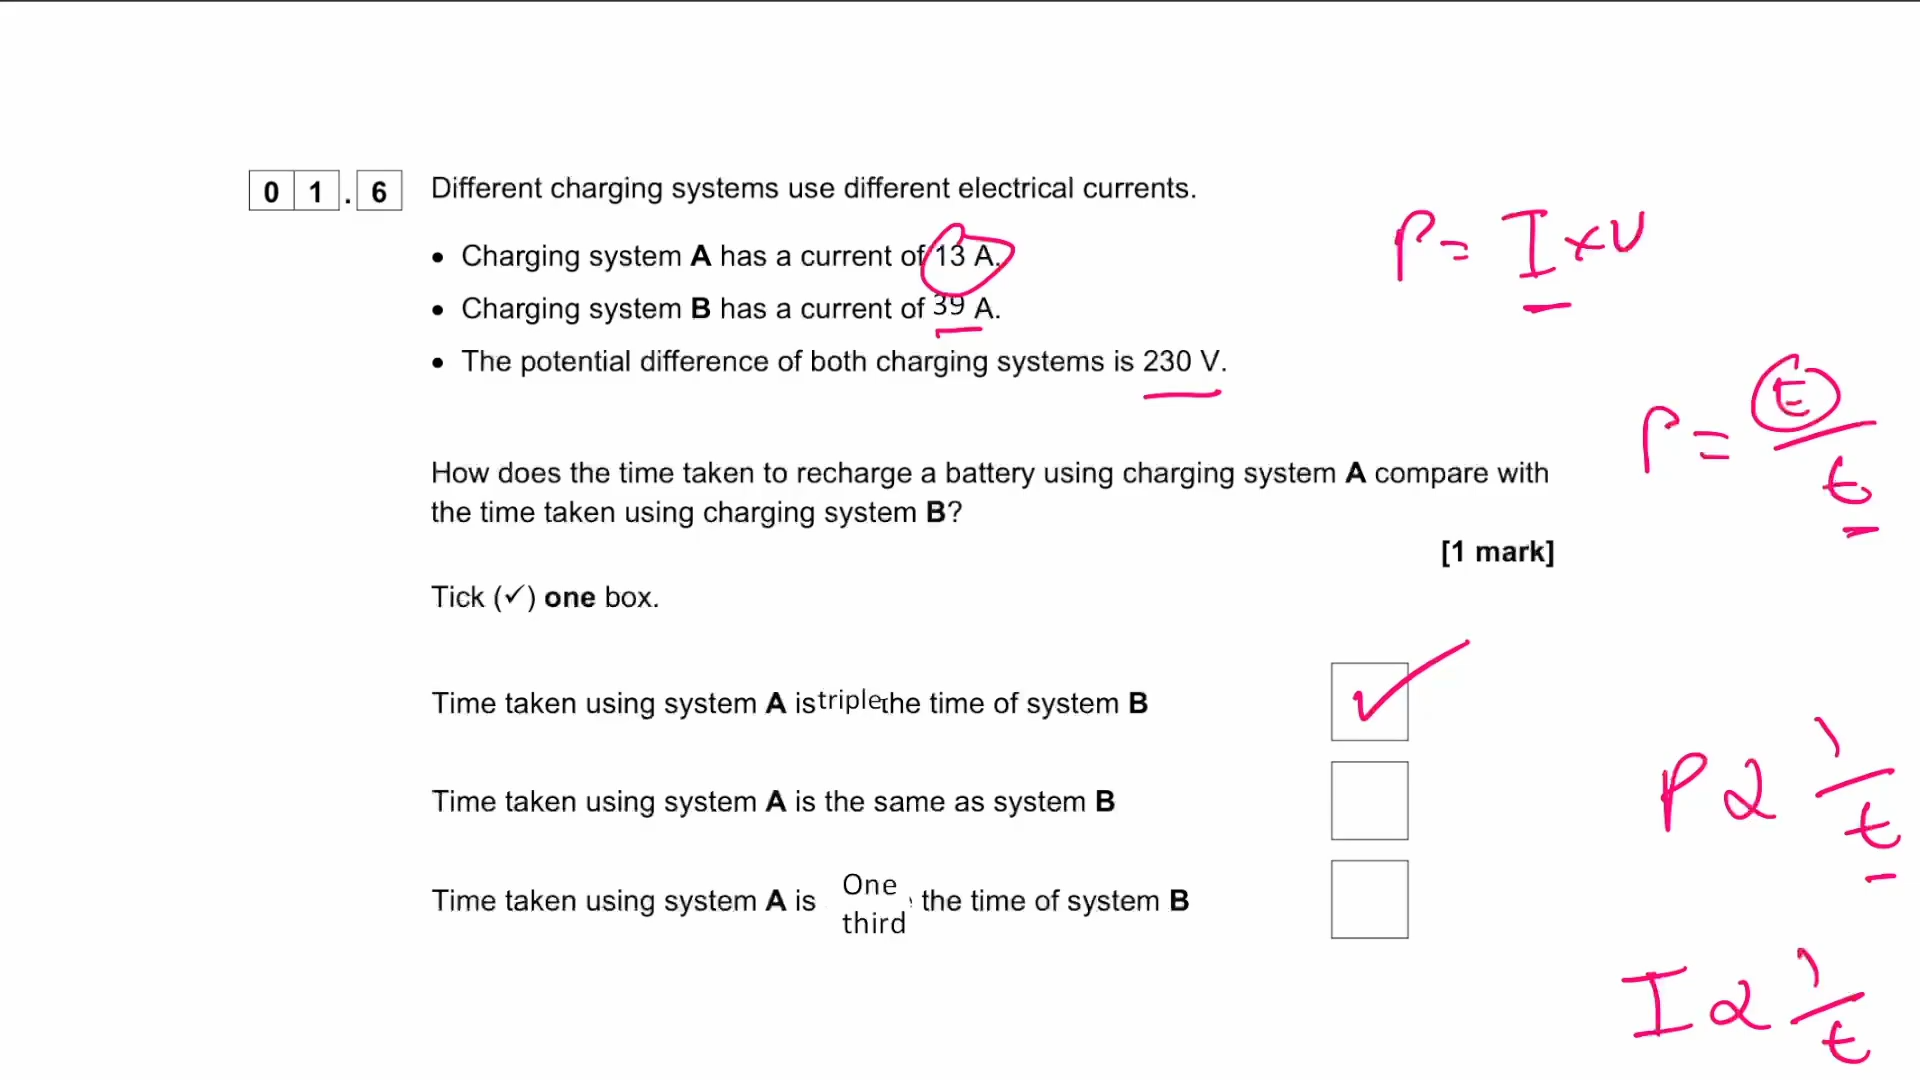 0 1 . 6 Different charging systems use different electrical currents.
• Charging system A has a current of 13 A.
• Charging system B has a current of 39 A.
• The potential difference of both charging systems is 230 V.
How does the time taken to recharge a battery using charging system A compare with
the time taken using charging system B?
[1 mark]
Tick (✓) one box.
Time taken using system A is triple the time of system B
Time taken using system A is the same as system B
Time taken using system A is One third the time of system B
P = I × V
P = E / t
P ∝ 1 / t
I ∝ 1 / t